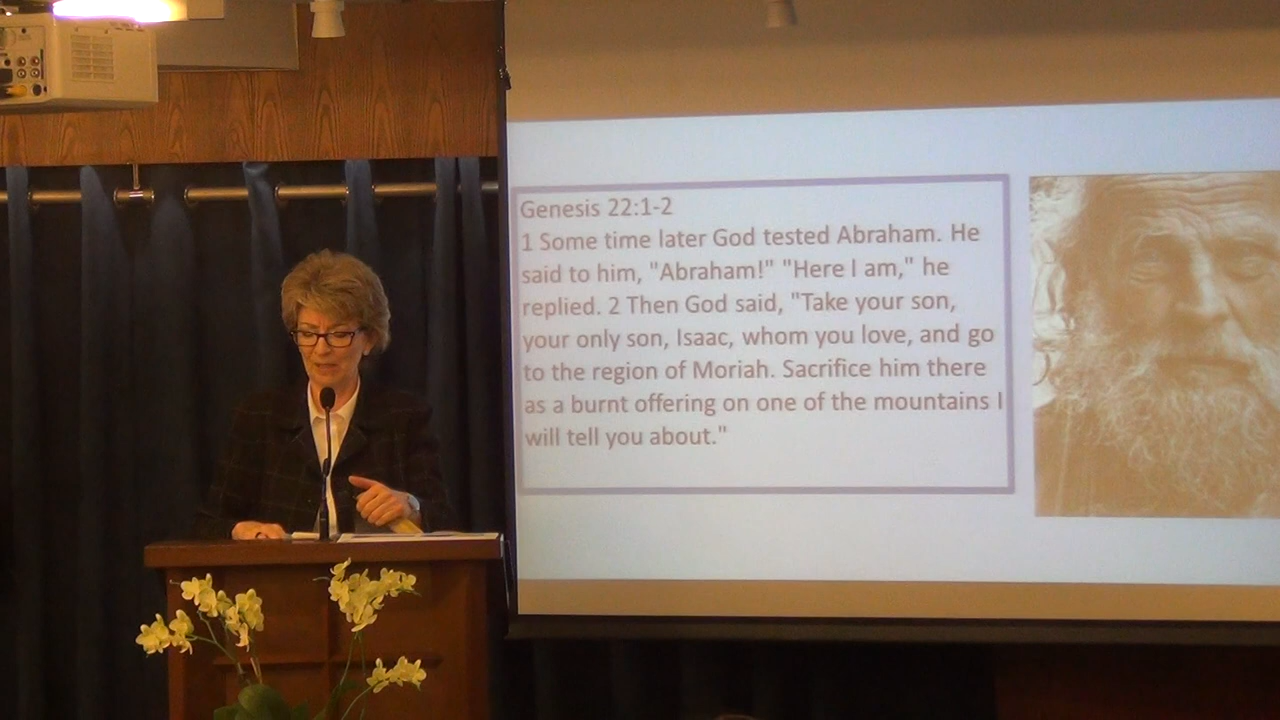 Genesis 22:1-2
1 Some time later God tested Abraham. He
said to him, "Abraham!" "Here I am," he
replied. 2 Then God said, "Take your son,
your only son, Isaac, whom you love, and go
to the region of Moriah. Sacrifice him there
as a burnt offering on one of the mountains I
will tell you about."